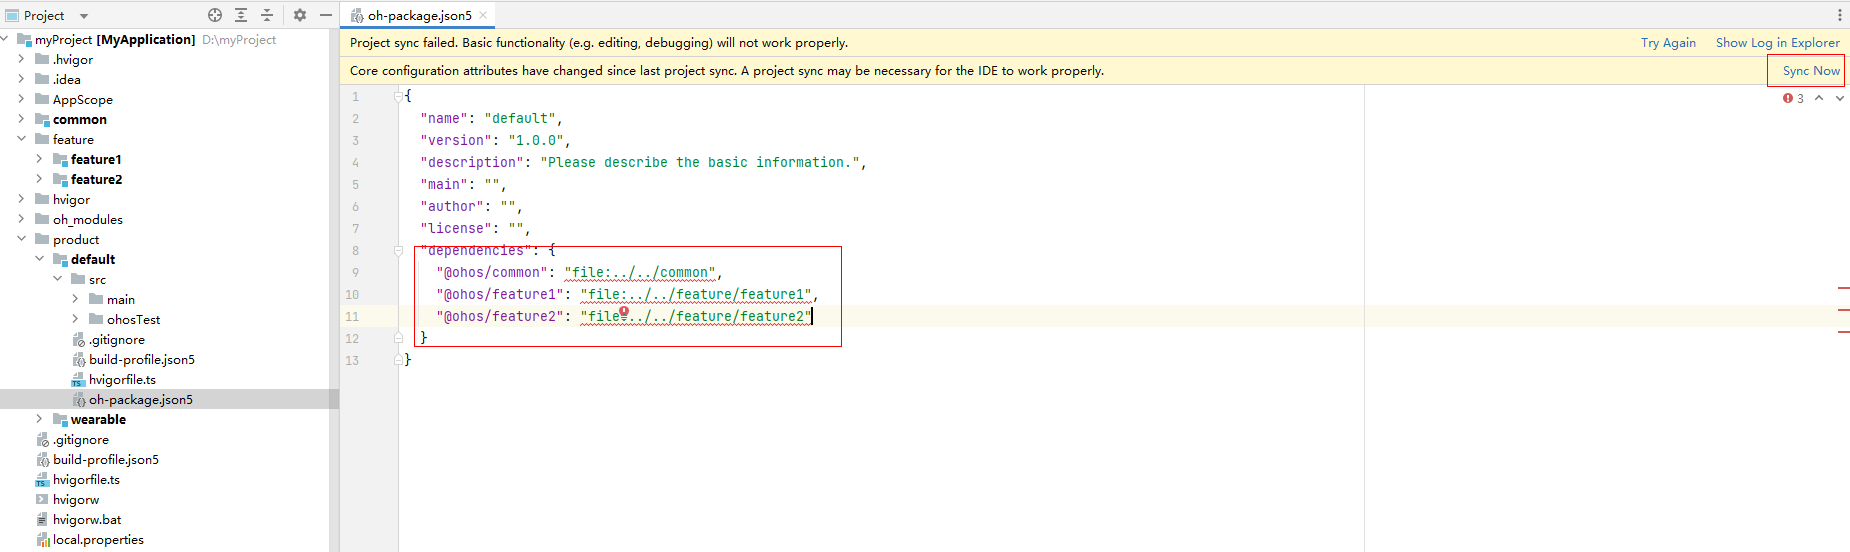 Project
oh-package.json5
myProject [MyApplication] D:\myProject
.hvigor
.idea
AppScope
common
feature
feature1
feature2
hvigor
oh_modules
product
default
src
main
ohosTest
.gitignore
build-profile.json5
hvigorfile.ts
oh-package.json5
wearable
.gitignore
build-profile.json5
hvigorfile.ts
hvigorw
hvigorw.bat
local.properties
Project sync failed. Basic functionality (e.g. editing, debugging) will not work properly.
Try Again Show Log in Explorer
Core configuration attributes have changed since last project sync. A project sync may be necessary for the IDE to work properly.
Sync Now
3
1 {
2 "name": "default",
3 "version": "1.0.0",
4 "description": "Please describe the basic information.",
5 "main": "",
6 "author": "",
7 "license": "",
8 "dependencies": {
9 "@ohos/common": "file:../../common",
10 "@ohos/feature1": "file:../../feature/feature1",
11 "@ohos/feature2": "file:../../feature/feature2"
12 }
13 }